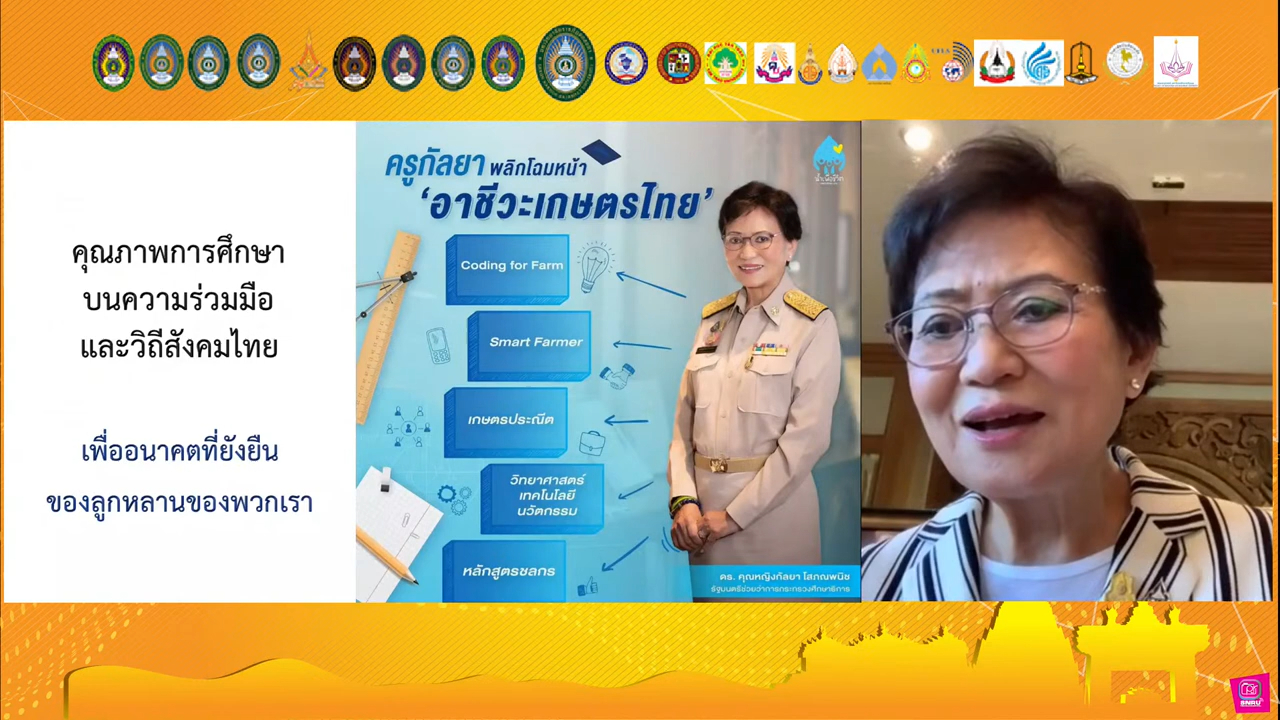 คุณภาพการศึกษา
บนความร่วมมือ
และวิถีสังคมไทย
เพื่ออนาคตที่ยังยืน
ของลูกหลานของพวกเรา
ครูกัลยา พลิกโฉมหน้า
‘อาชีวะเกษตรไทย’
Coding for Farm
Smart Farmer
เกษตรประณีต
วิทยาศาสตร์
เทคโนโลยี
นวัตกรรม
หลักสูตรชลกร
ดร. คุณหญิงกัลยา โสภณพนิช
รัฐมนตรีช่วยว่าการกระทรวงศึกษาธิการ
SNRU